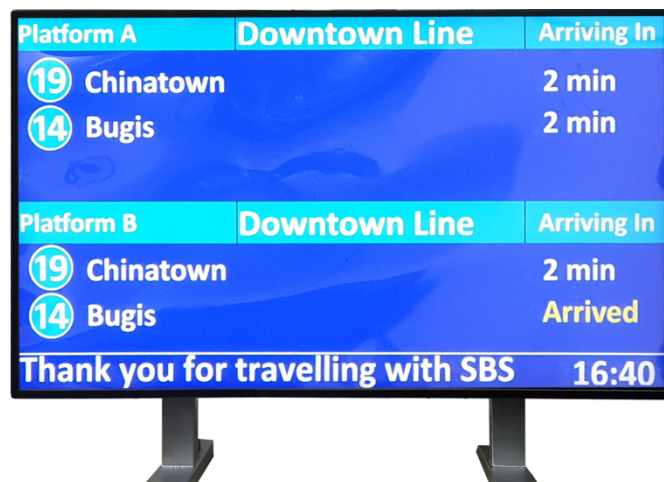 Platform A Downtown Line Arriving In
19 Chinatown 2 min
14 Bugis 2 min
Platform B Downtown Line Arriving In
19 Chinatown 2 min
14 Bugis Arrived
Thank you for travelling with SBS 16:40